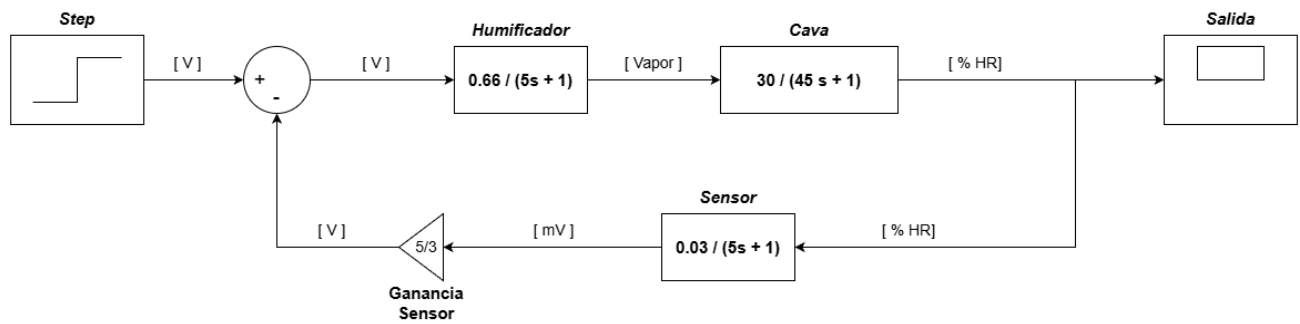 Step
Humificador
Cava
Salida
[ V ]
[ V ]
[ Vapor ]
[ % HR]
+
-
0.66 / (5s + 1)
30 / (45 s + 1)
Sensor
[ V ]
[ mV ]
[ % HR]
5/3
0.03 / (5s + 1)
Ganancia
Sensor